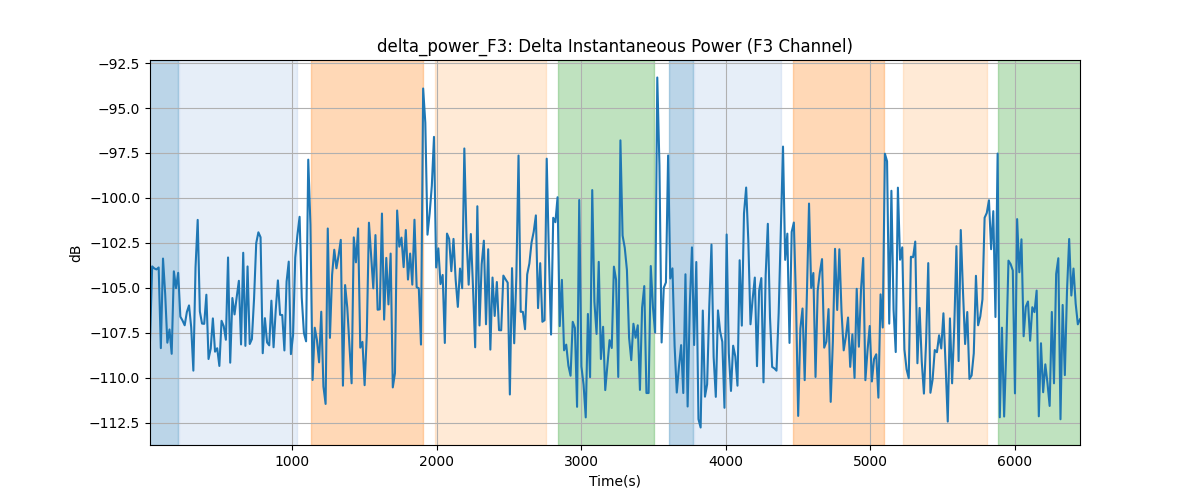 delta_power_F3: Delta Instantaneous Power (F3 Channel)
−92.5
−95.0
−97.5
−100.0
−102.5
−105.0
−107.5
−110.0
−112.5
dB
1000 2000 3000 4000 5000 6000
Time(s)